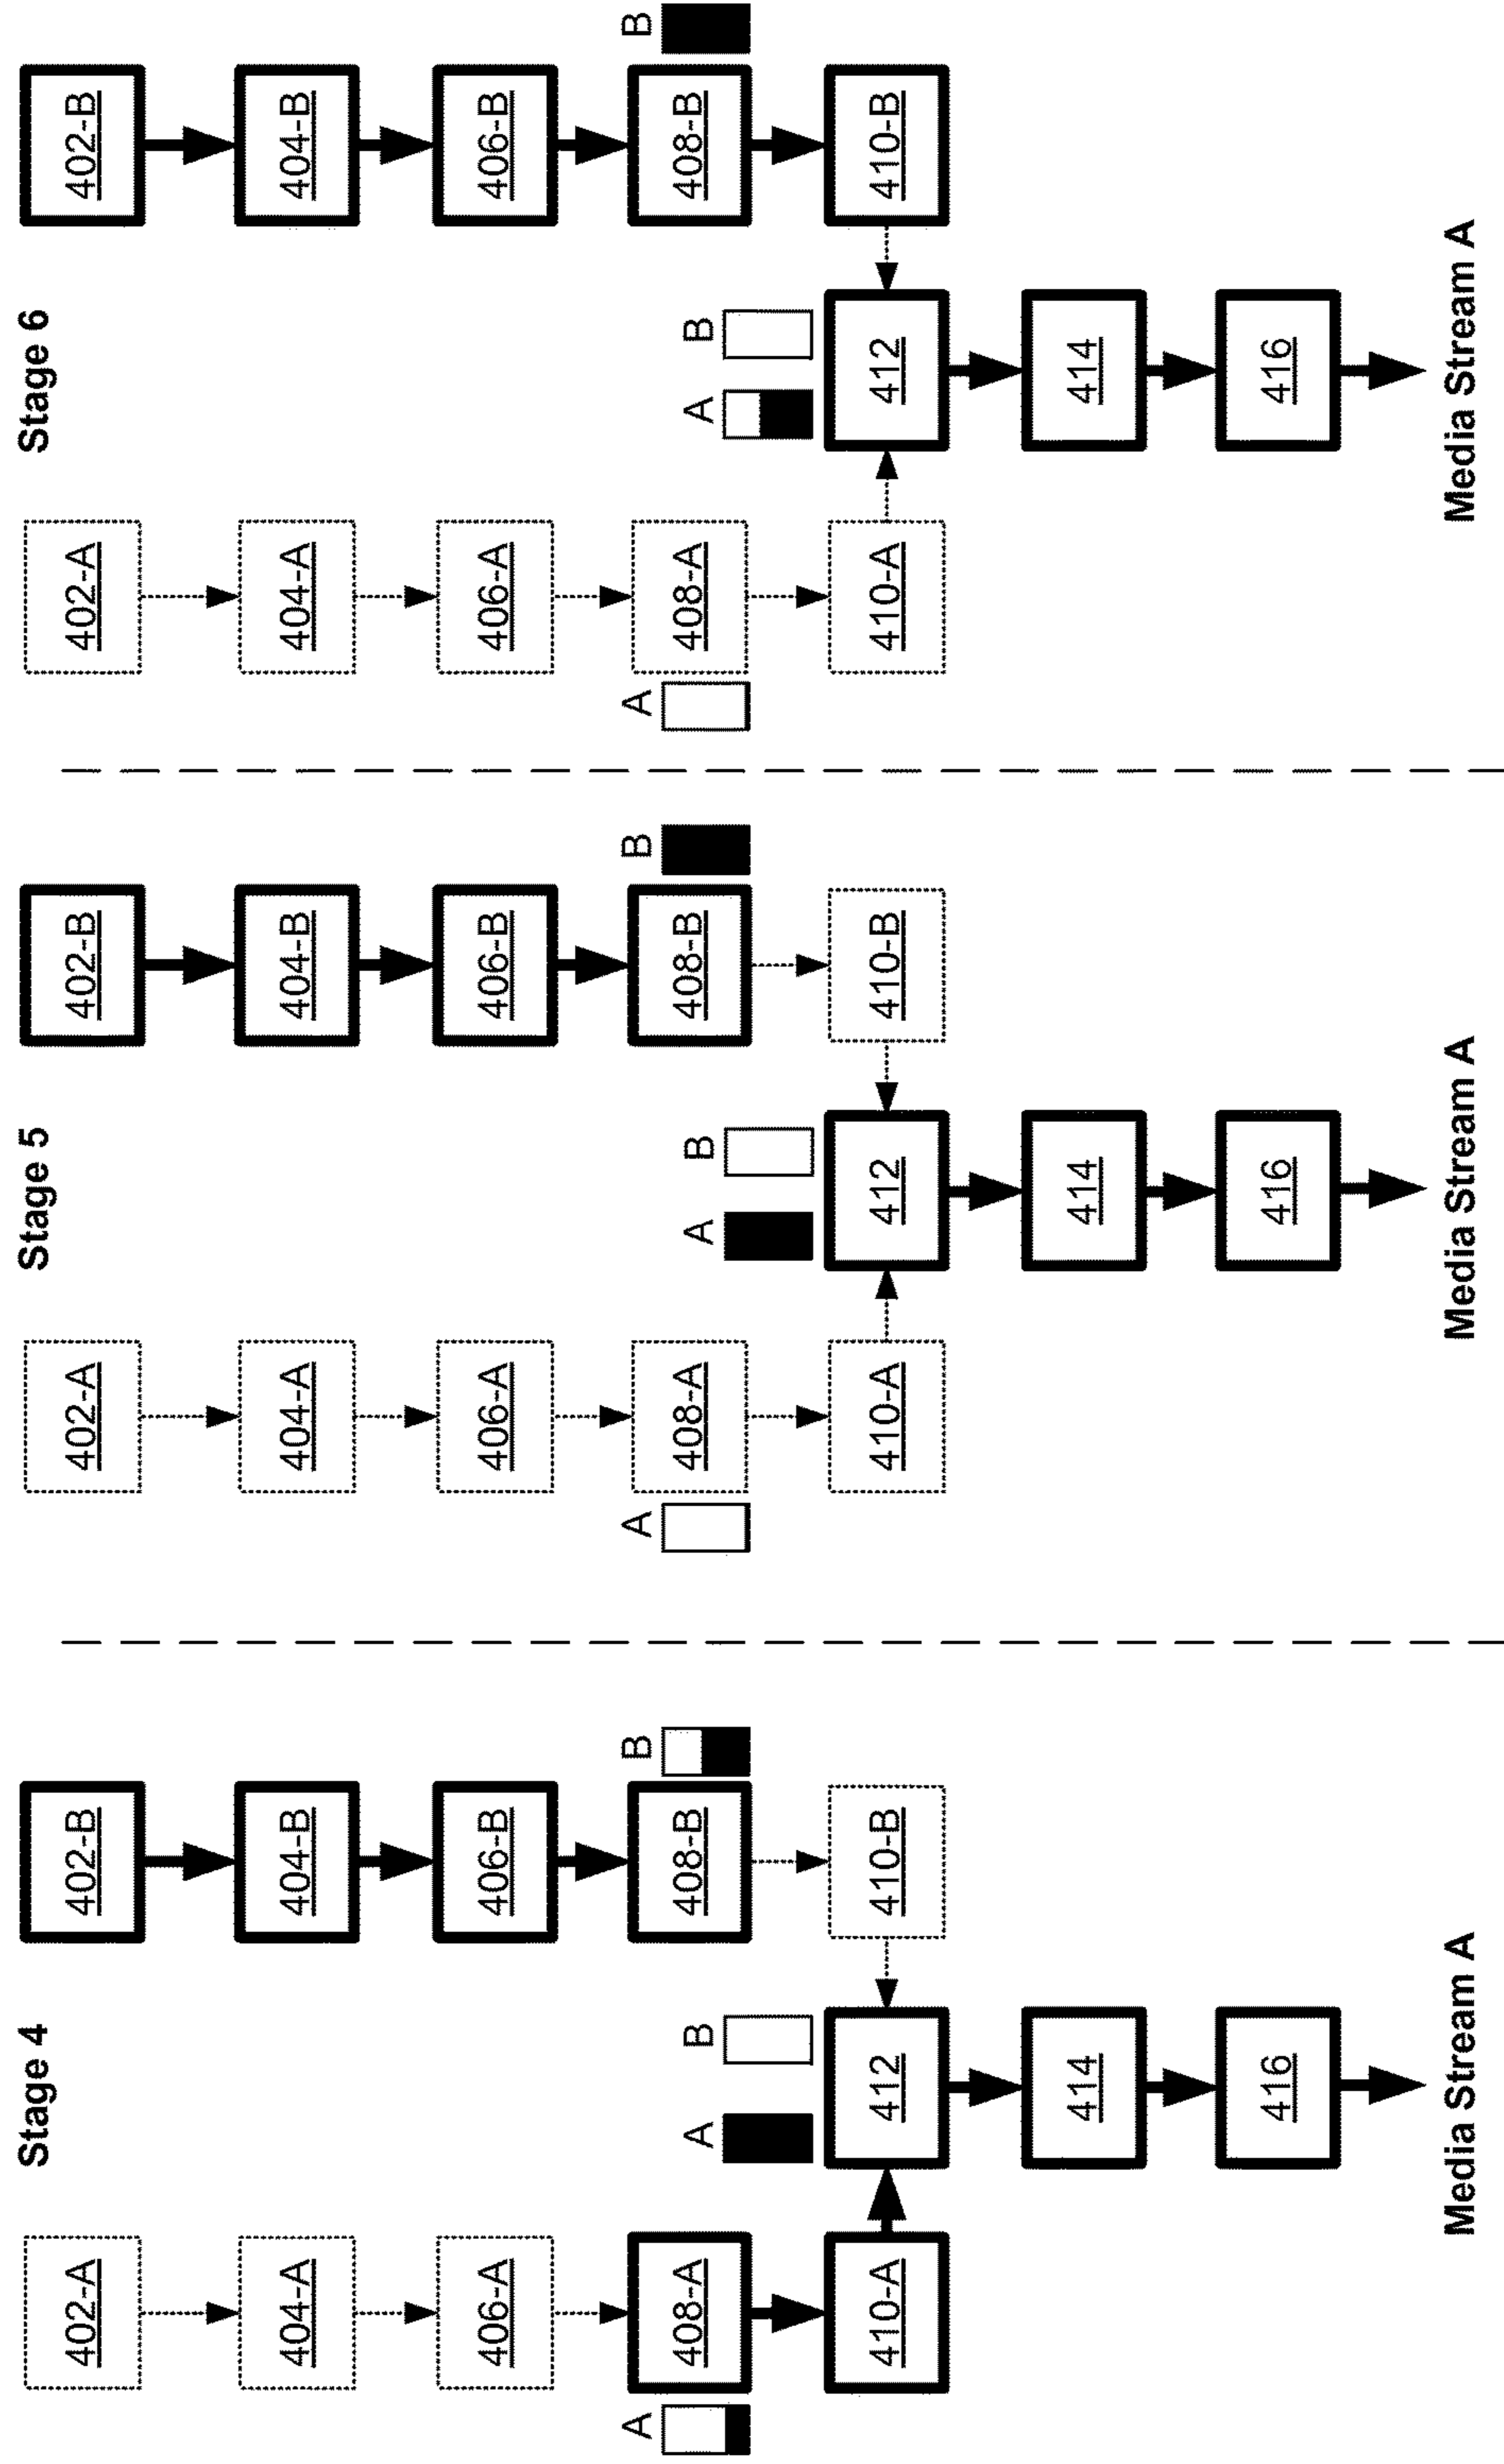 Stage 4
402-A
402-B
404-A
404-B
406-A
406-B
A
408-A
408-B
B
A
B
410-A
412
410-B
414
416
Media Stream A
Stage 5
402-A
402-B
404-A
404-B
406-A
406-B
A
408-A
408-B
B
A
B
410-A
412
410-B
414
416
Media Stream A
Stage 6
402-A
402-B
404-A
404-B
406-A
406-B
A
408-A
408-B
B
A
B
410-A
412
410-B
414
416
Media Stream A